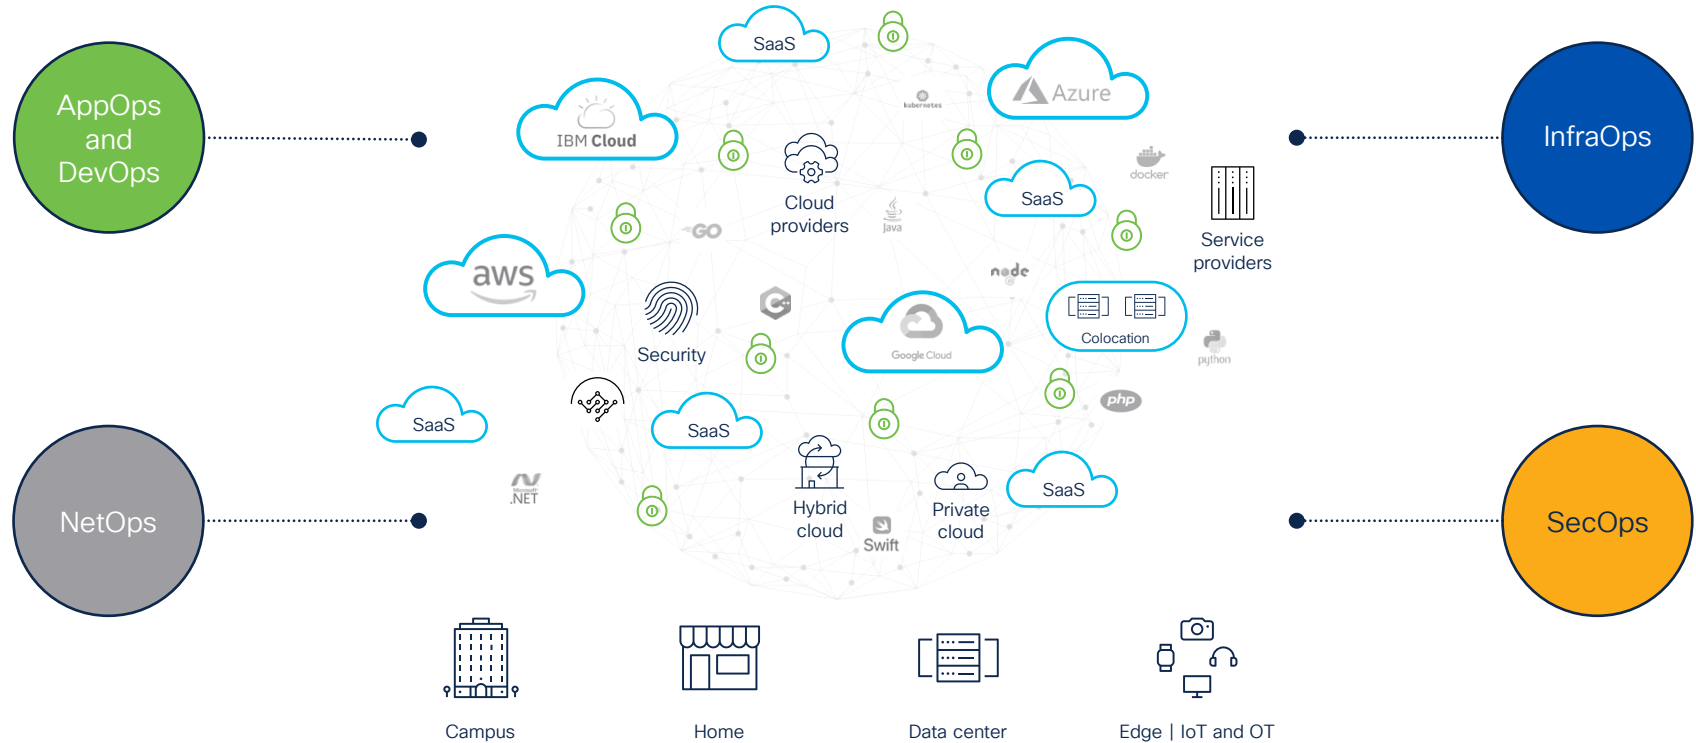 SaaS
AppOps
and
DevOps
IBM Cloud
kubernetes
Azure
InfraOps
docker
Cloud
providers
SaaS
GO
Java
Service
providers
aws
node
Security
Google Cloud
Colocation
python
php
SaaS
SaaS
SaaS
Microsoft
.NET
Hybrid
cloud
Private
cloud
Swift
NetOps
SecOps
Campus
Home
Data center
Edge | IoT and OT